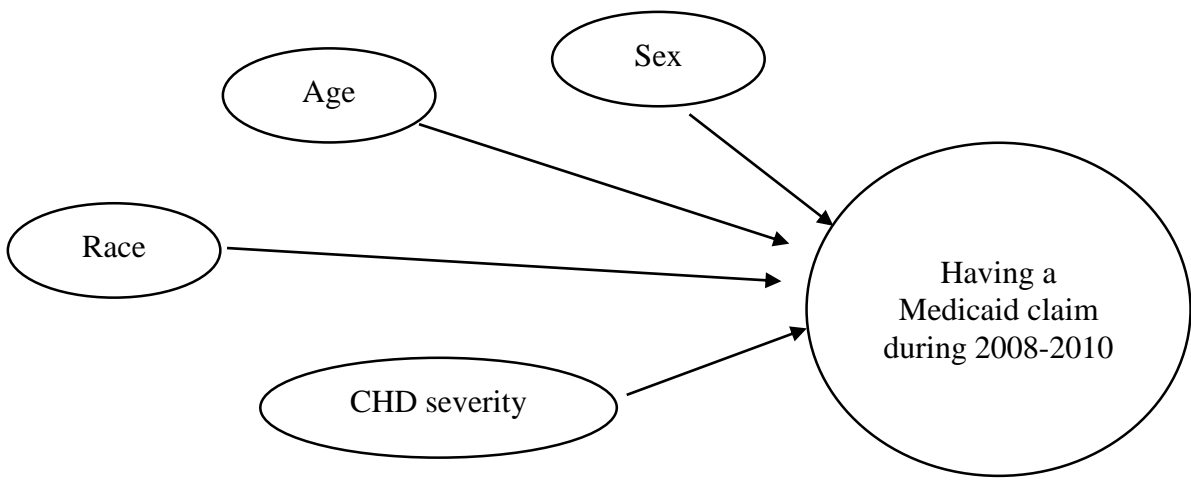 Sex
Age
Race
Having a
Medicaid claim
during 2008-2010
CHD severity